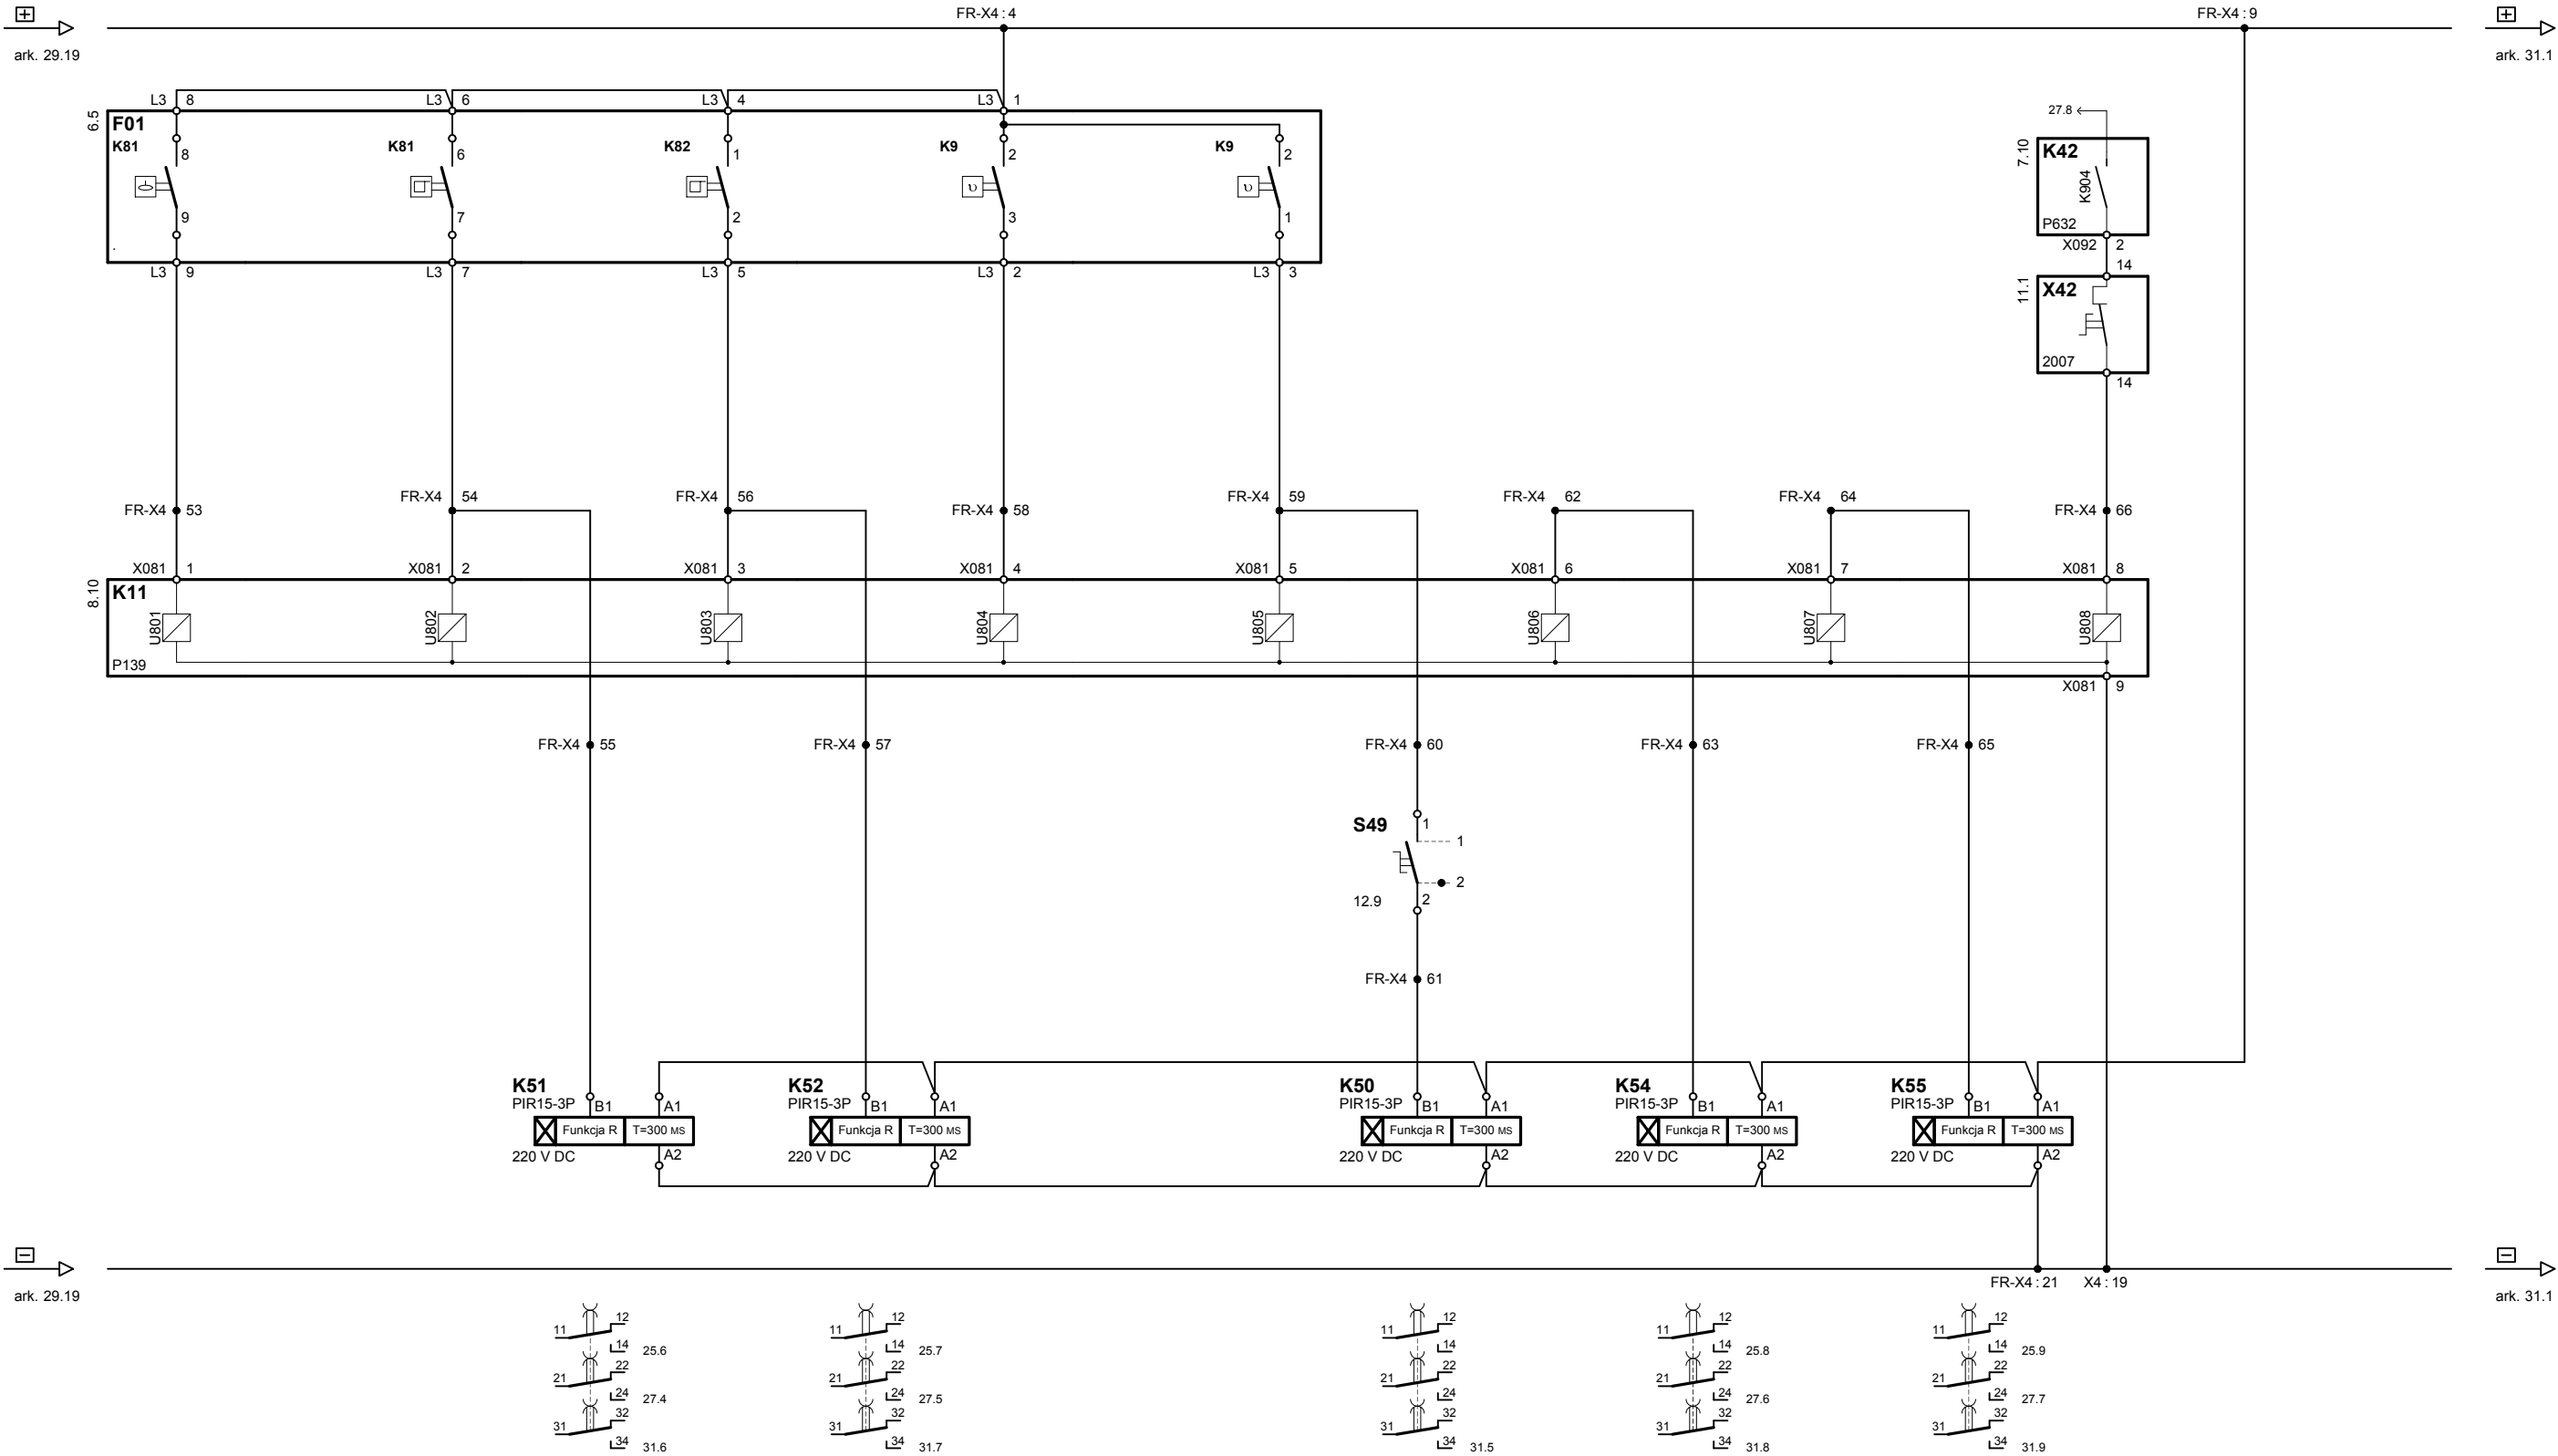 + FR-X4 : 4 FR-X4 : 9 +
ark. 29.19 ark. 31.1
L3 8 L3 6 L3 4 L3 1
6.5 F01 27.8
K81 K81 K82 K9 K9
8 6 1 2 2
7.10 K42
K904
9 7 2 3 1
P632
.
X092 2
L3 9 L3 7 L3 5 L3 2 L3 3
14
11.1 X42
2007
14
FR-X4 54 FR-X4 56 FR-X4 59 FR-X4 62 FR-X4 64
FR-X4 53 FR-X4 58 FR-X4 66
X081 1 X081 2 X081 3 X081 4 X081 5 X081 6 X081 7 X081 8
8.10 K11
U801 U802 U803 U804 U805 U806 U807 U808
P139
X081 9
FR-X4 55 FR-X4 57 FR-X4 60 FR-X4 63 FR-X4 65
S49 1
1
2
12.9 2
FR-X4 61
K51 K52 K50 K54 K55
PIR15-3P B1 A1 PIR15-3P B1 A1 PIR15-3P B1 A1 PIR15-3P B1 A1 PIR15-3P B1 A1
Funkcja R T=300 MS Funkcja R T=300 MS Funkcja R T=300 MS Funkcja R T=300 MS Funkcja R T=300 MS
220 V DC A2 220 V DC A2 220 V DC A2 220 V DC A2 220 V DC A2
− −
FR-X4 : 21 X4 : 19
ark. 29.19 ark. 31.1
12 12 12 12 12
11 11 11 11 11
14 25.6 14 25.7 14 14 25.8 14 25.9
22 22 22 22 22
21 21 21 21 21
24 27.4 24 27.5 24 24 27.6 24 27.7
32 32 32 32 32
31 31 31 31 31
34 31.6 34 31.7 34 31.5 34 31.8 34 31.9